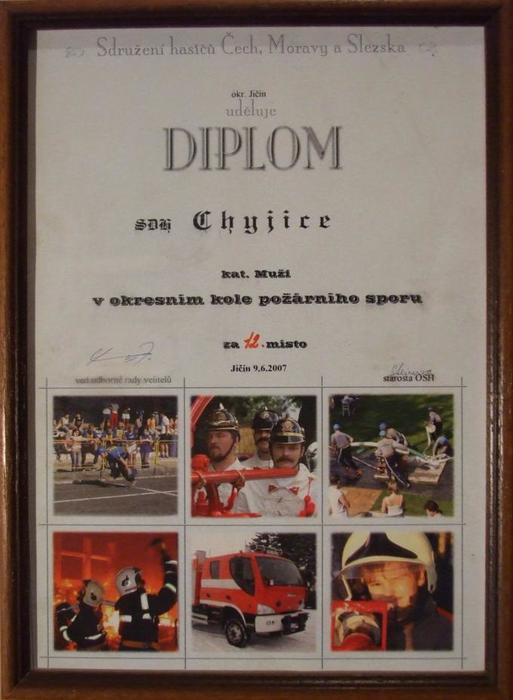 Sdružení hasičů Čech, Moravy a Slezska
okr. Jičín
uděluje
DIPLOM
SDH Chyjice
kat. Muži
v okresním kole požárního sporu
za 12. místo
Jičín 9.6.2007
ved.odborné rady velitelů
starosta OSH